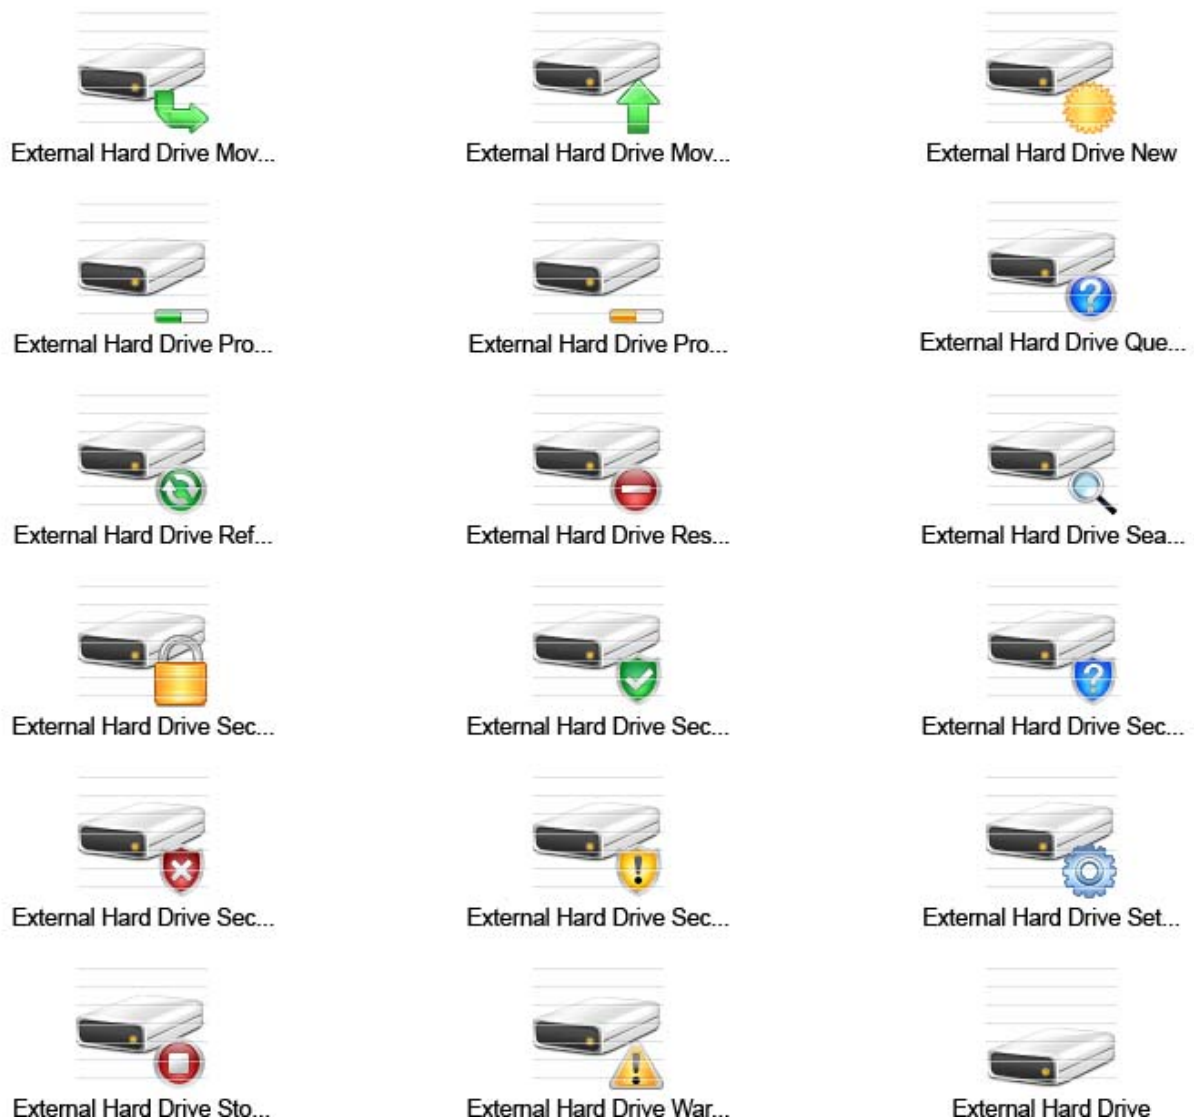 External Hard Drive Mov...
External Hard Drive Mov...
External Hard Drive New
External Hard Drive Pro...
External Hard Drive Pro...
External Hard Drive Que...
External Hard Drive Ref...
External Hard Drive Res...
External Hard Drive Sea...
External Hard Drive Sec...
External Hard Drive Sec...
External Hard Drive Sec...
External Hard Drive Sec...
External Hard Drive Sec...
External Hard Drive Set...
External Hard Drive Sto...
External Hard Drive War...
External Hard Drive